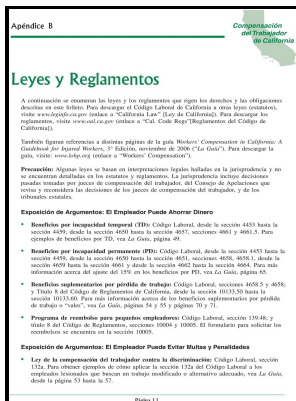 Apéndice B
Compensación
del Trabajador
de California
Leyes y Reglamentos
A continuación se enumeran las leyes y los reglamentos que rigen los derechos y las obligaciones
descritas en este folleto. Para descargar el Código Laboral de California a otras leyes (estatutos),
visite www.leginfo.ca.gov (enlace a “California Law” [Ley de California]). Para descargar los
reglamentos, visite www.oal.ca.gov (enlace a “Cal. Code Regs”[Reglamentos del Código de
California]).
También figuran referencias a distintas páginas de la guía Workers’ Compensation in California: A
Guidebook for Injured Workers, 3ª Edición, noviembre de 2006 (“La Guía”). Para descargar la
guía, visite: www.lohp.org (enlace a “Workers’ Compensation”).
Precaución: Algunas leyes se basan en interpretaciones legales halladas en la jurisprudencia y no
se encuentran detalladas en los estatutos y reglamentos. La jurisprudencia incluye decisiones
pasadas tomadas por jueces de compensación del trabajador, del Consejo de Apelaciones que
revisa y reconsidera las decisiones de los jueces de compensación del trabajador, y de los
tribunales estatales.
Exposición de Argumentos: El Empleador Puede Ahorrar Dinero
• Beneficios por incapacidad temporal (TD): Código Laboral, desde la sección 4453 hasta la
sección 4459, desde la sección 4650 hasta la sección 4657, secciones 4661 y 4661.5. Para
ejemplos de beneficios por TD, vea La Guía, página 49.
• Beneficios por incapacidad permanente (PD): Código Laboral, desde la sección 4453 hasta la
sección 4459, desde la sección 4650 hasta la sección 4651, secciones 4658, 4658.1, desde la
sección 4659 hasta la sección 4661 y desde la sección 4662 hasta la sección 4664. Para más
información acerca del ajuste del 15% en los beneficios por PD, vea La Guía, página 65.
• Beneficios suplementarios por pérdida de trabajo: Código Laboral, secciones 4658.5 y 4658;
y Título 8 del Código de Reglamentos de California, desde la sección 10133.50 hasta la sección
10133.60. Para más información acerca de los beneficios suplementarios por pérdida
de trabajo o “vales”, vea La Guía, páginas 54 y 55 y páginas 70 y 71.
• Programa de reembolso para pequeños empleadores: Código Laboral, sección 139.48; y
título 8 del Código de Reglamentos, secciones 10004 y 10005. El formulario para solicitar los
reembolsos se encuentra en la sección 10005.
Exposición de Argumentos: El Empleador Puede Evitar Multas y Penalidades
• Ley de la compensación del trabajador contra la discriminación: Código Laboral, sección
132a. Para obtener ejemplos de cómo aplicar la sección 132a del Código Laboral a los
empleados lesionados que buscan un trabajo modificado o alternativo adecuado, vea La Guía,
desde la página 53 hasta la 57.
Página 11